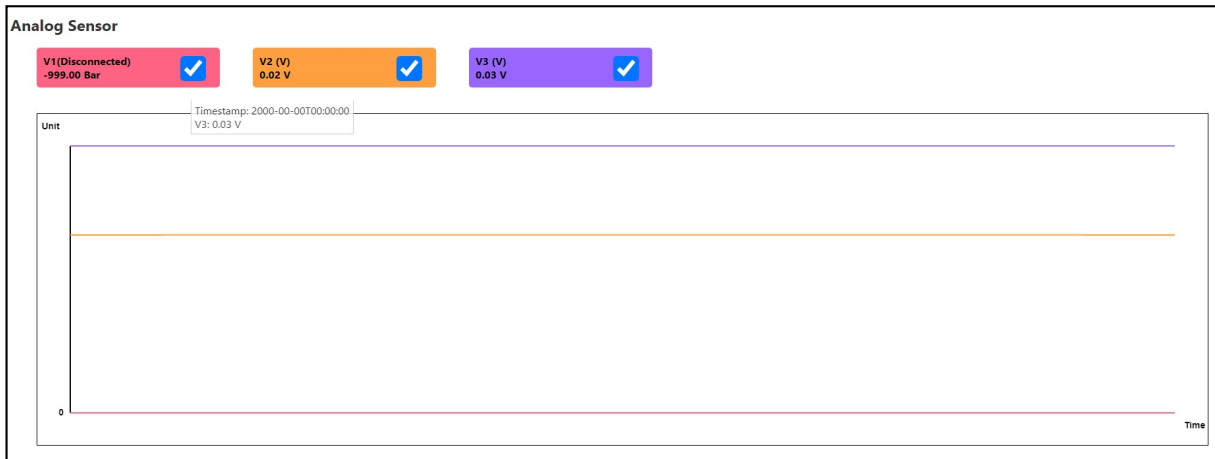 Analog Sensor
V1(Disconnected)
-999.00 Bar
V2 (V)
0.02 V
V3 (V)
0.03 V
Timestamp: 2000-00-00T00:00:00
V3: 0.03 V
Unit
0
Time